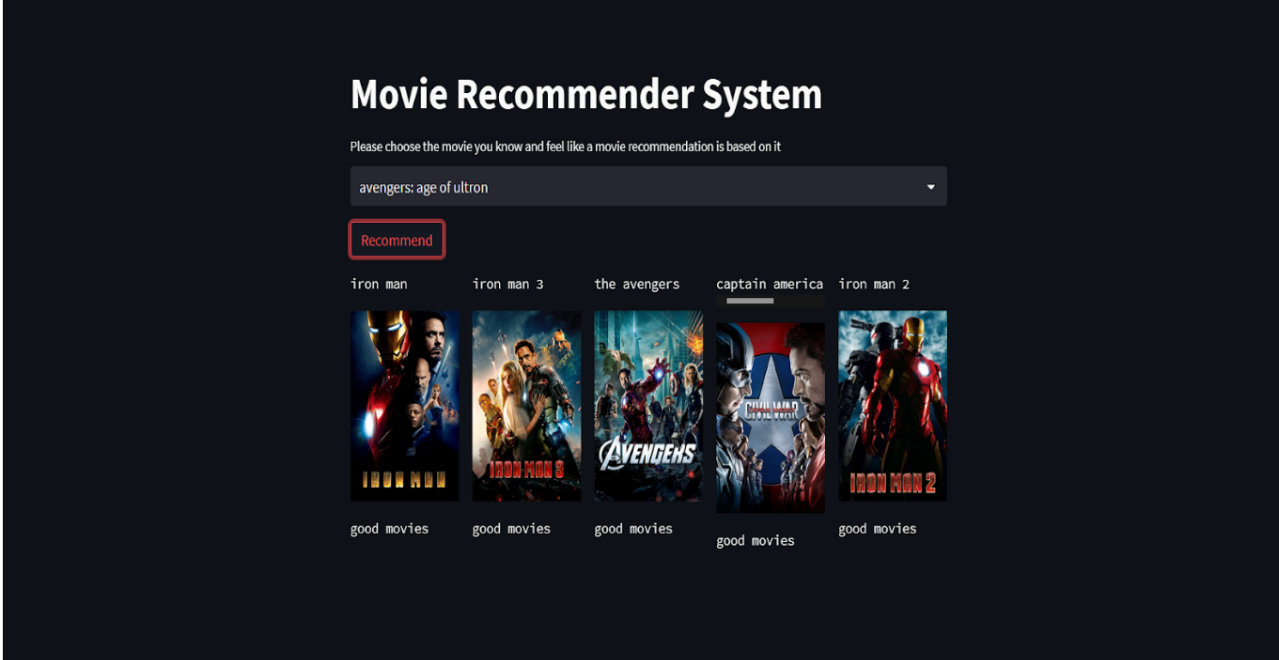 Movie Recommender System
Please choose the movie you know and feel like a movie recommendation is based on it
avengers: age of ultron
Recommend
iron man
iron man 3
the avengers
captain america
iron man 2
IRON MAN
IRON MAN 3
AVENGERS
CIVIL WAR
IRON MAN 2
good movies
good movies
good movies
good movies
good movies